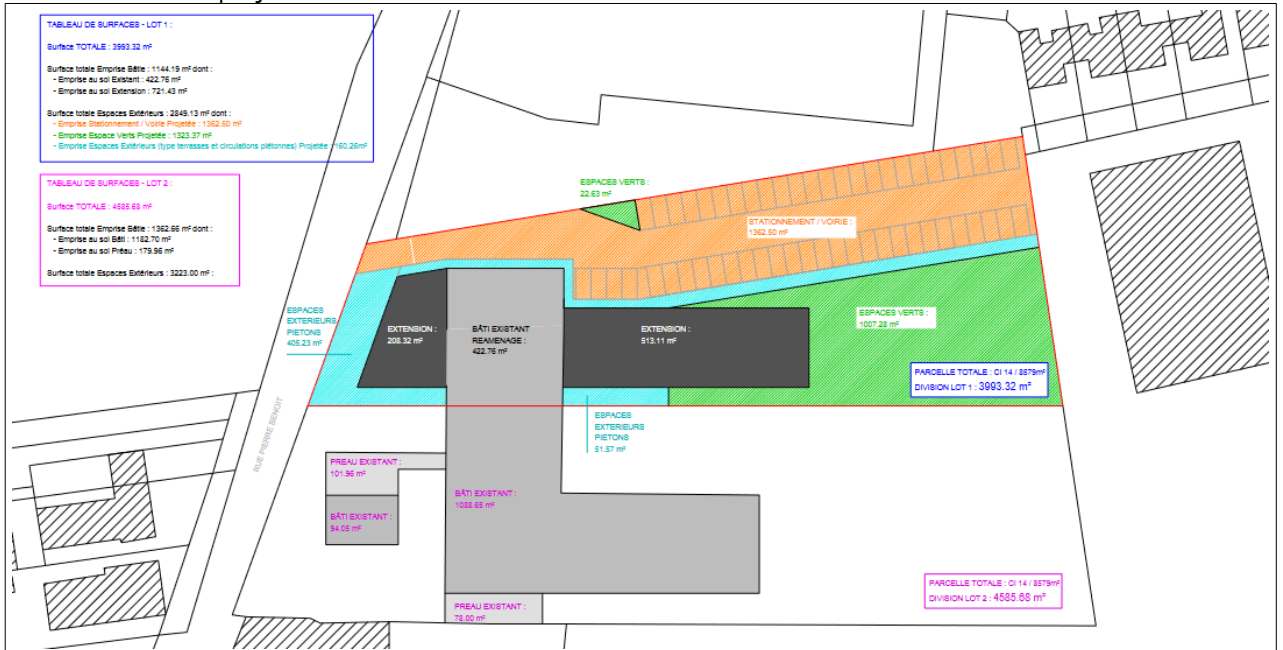 TABLEAU DE SURFACES - LOT 1 :
Surface TOTALE : 3993.32 m²
Surface totale Emprise Bâtie : 1144.19 m² dont :
- Emprise au sol Existant : 422.76 m²
- Emprise au sol Extension : 721.43 m²
Surface totale Espaces Extérieurs : 2849.13 m² dont :
- Emprise Stationnement / Voirie Projetée : 1362.50 m²
- Emprise Espace Verts Projetée : 1323.37 m²
- Emprise Espaces Extérieurs (type terrasses et circulations piétonnes) Projetée : 160.26m²
TABLEAU DE SURFACES - LOT 2 :
Surface TOTALE : 4585.68 m²
Surface totale Emprise Bâtie : 1362.66 m² dont :
- Emprise au sol Bâti : 1182.70 m²
- Emprise au sol Préau : 179.96 m²
Surface totale Espaces Extérieurs : 3223.00 m² :
ESPACES VERTS :
22.63 m²
STATIONNEMENT / VOIRIE :
1362.50 m²
ESPACES
EXTERIEURS
PIETONS
405.23 m²
EXTENSION :
208.32 m²
BÂTI EXISTANT
REAMENAGE :
422.76 m²
EXTENSION :
513.11 m²
ESPACES VERTS :
1007.28 m²
PARCELLE TOTALE : CI 14 / 8579m²
DIVISION LOT 1 : 3993.32 m²
ESPACES
EXTERIEURS
PIETONS
51.57 m²
RUE PIERRE BENOIT
PREAU EXISTANT :
101.96 m²
BÂTI EXISTANT :
94.05 m²
BÂTI EXISTANT :
1088.65 m²
PREAU EXISTANT :
78.00 m²
PARCELLE TOTALE : CI 14 / 8579m²
DIVISION LOT 2 : 4585.68 m²